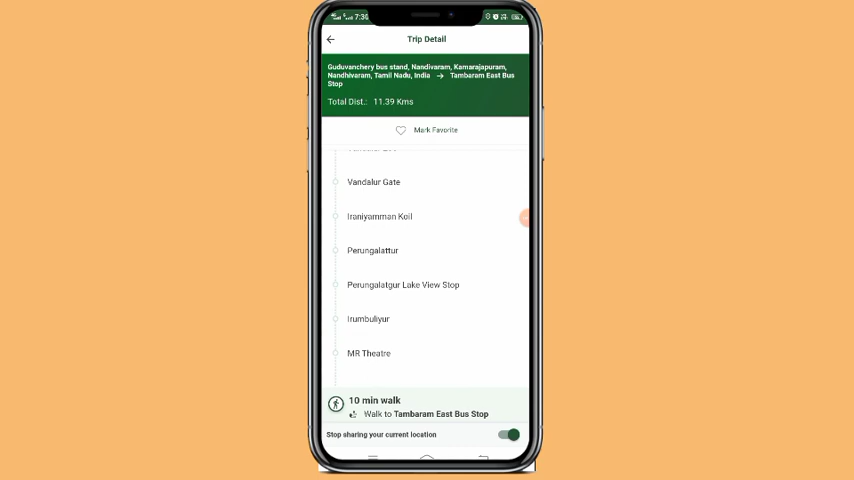 7:30
Trip Detail
Guduvanchery bus stand, Nandivaram, Kamarajapuram,
Nandhivaram, Tamil Nadu, India → Tambaram East Bus
Stop
Total Dist.: 11.39 Kms
Mark Favorite
Vandalur Gate
Iraniyamman Koil
Perungalattur
Perungalatgur Lake View Stop
Irumbuliyur
MR Theatre
10 min walk
Walk to Tambaram East Bus Stop
Stop sharing your current location